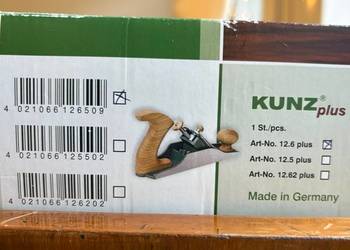 4 021066 126509
4 021066 125502
4 021066 126202
KUNZ® plus
1 St./pcs.
Art-No. 12.6 plus
Art-No. 12.5 plus
Art-No. 12.62 plus
Made in Germany